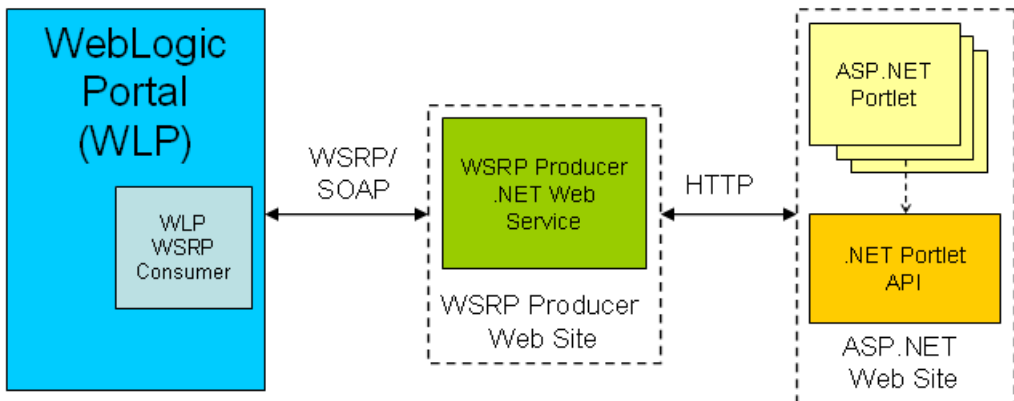 WebLogic
Portal
(WLP)
WLP
WSRP
Consumer
WSRP/
SOAP
WSRP Producer
.NET Web
Service
WSRP Producer
Web Site
HTTP
ASP.NET
Portlet
.NET Portlet
API
ASP.NET
Web Site